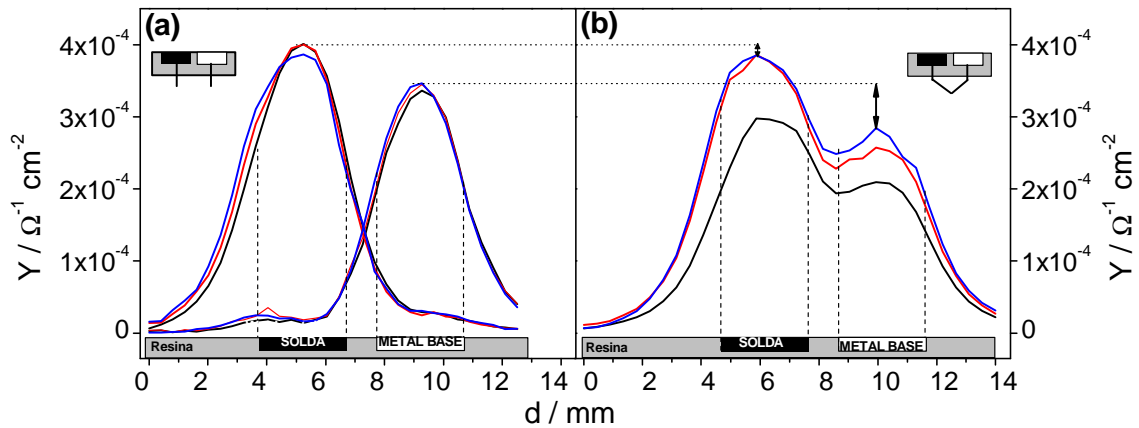 (a)
(b)
4x10⁻⁴
3x10⁻⁴
2x10⁻⁴
1x10⁻⁴
0
Y / Ω⁻¹ cm⁻²
4x10⁻⁴
3x10⁻⁴
2x10⁻⁴
1x10⁻⁴
0
Y / Ω⁻¹ cm⁻²
Resina SOLDA METAL BASE
Resina SOLDA METAL BASE
0 2 4 6 8 10 12 14
0 2 4 6 8 10 12 14
d / mm